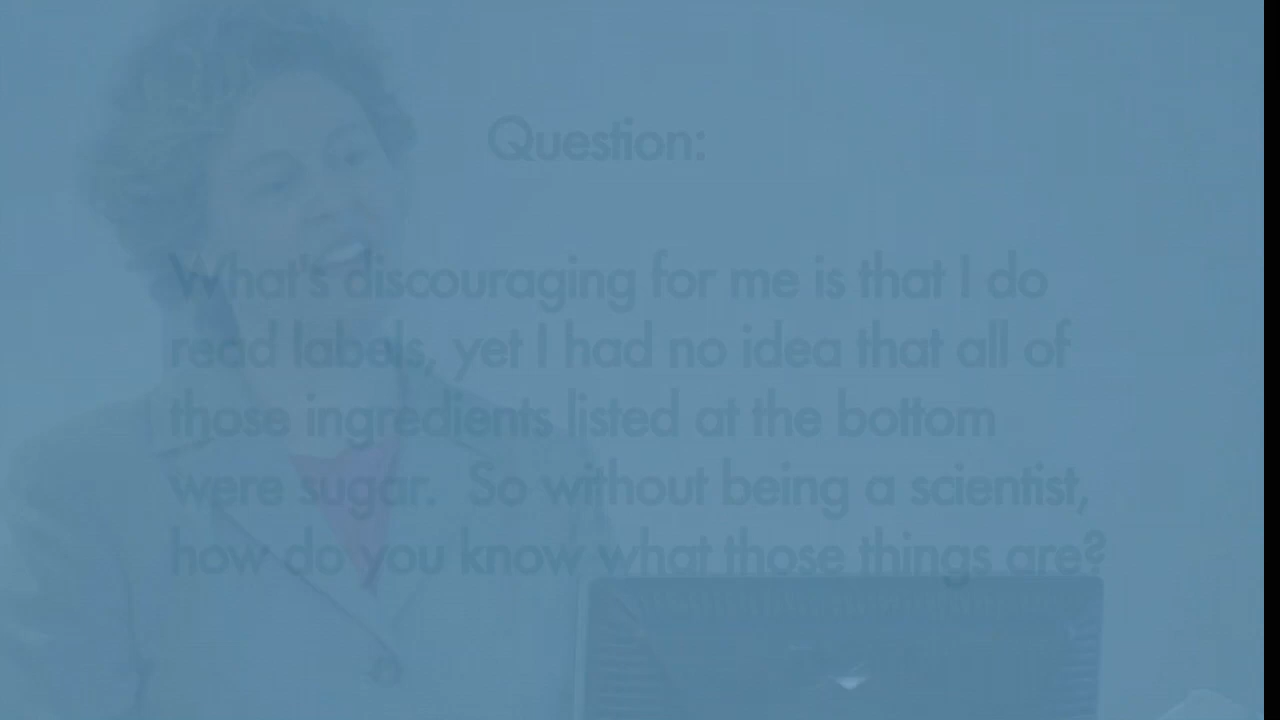 Question:
What's discouraging for me is that I do
read labels, yet I had no idea that all of
those ingredients listed at the bottom
were sugar.  So without being a scientist,
how do you know what those things are?